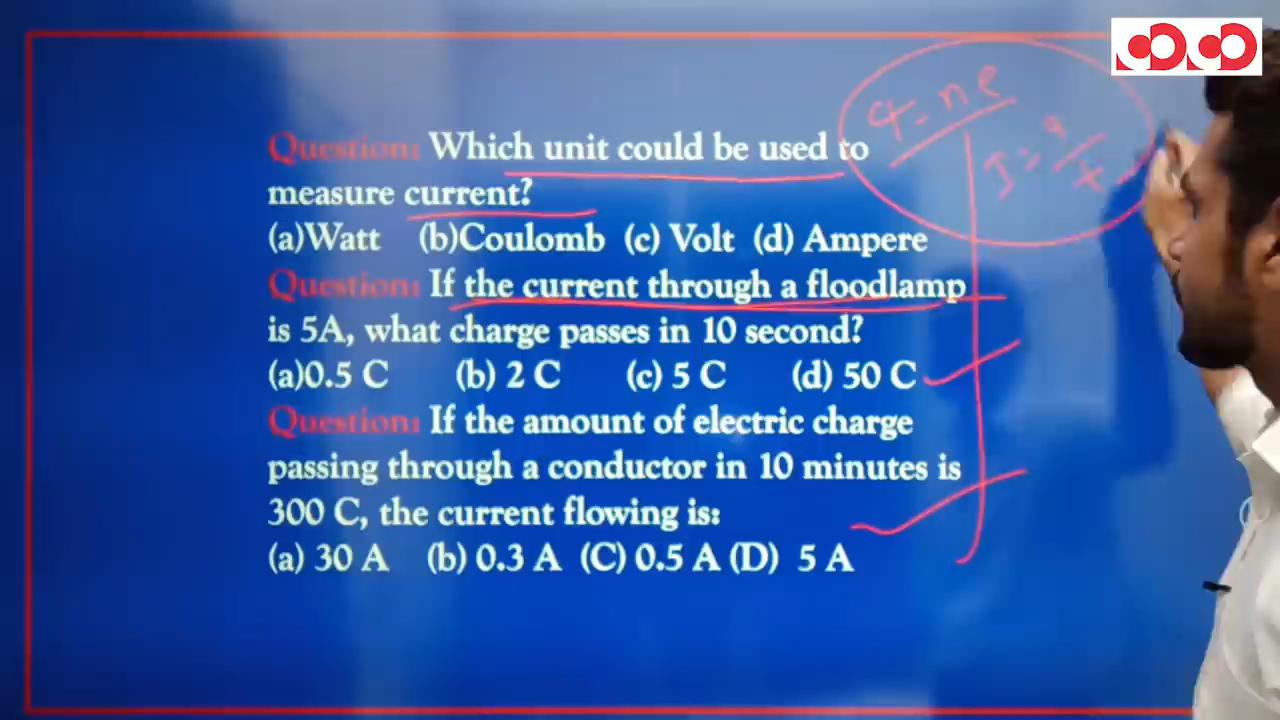 q = ne
I = q/t
Question: Which unit could be used to
measure current?
(a)Watt (b)Coulomb (c) Volt (d) Ampere
Question: If the current through a floodlamp
is 5A, what charge passes in 10 second?
(a)0.5 C (b) 2 C (c) 5 C (d) 50 C
Question: If the amount of electric charge
passing through a conductor in 10 minutes is
300 C, the current flowing is:
(a) 30 A (b) 0.3 A (C) 0.5 A (D) 5 A